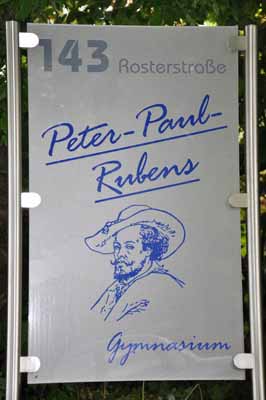 143 Rosterstraße
Peter-Paul-
Rubens
Gymnasium